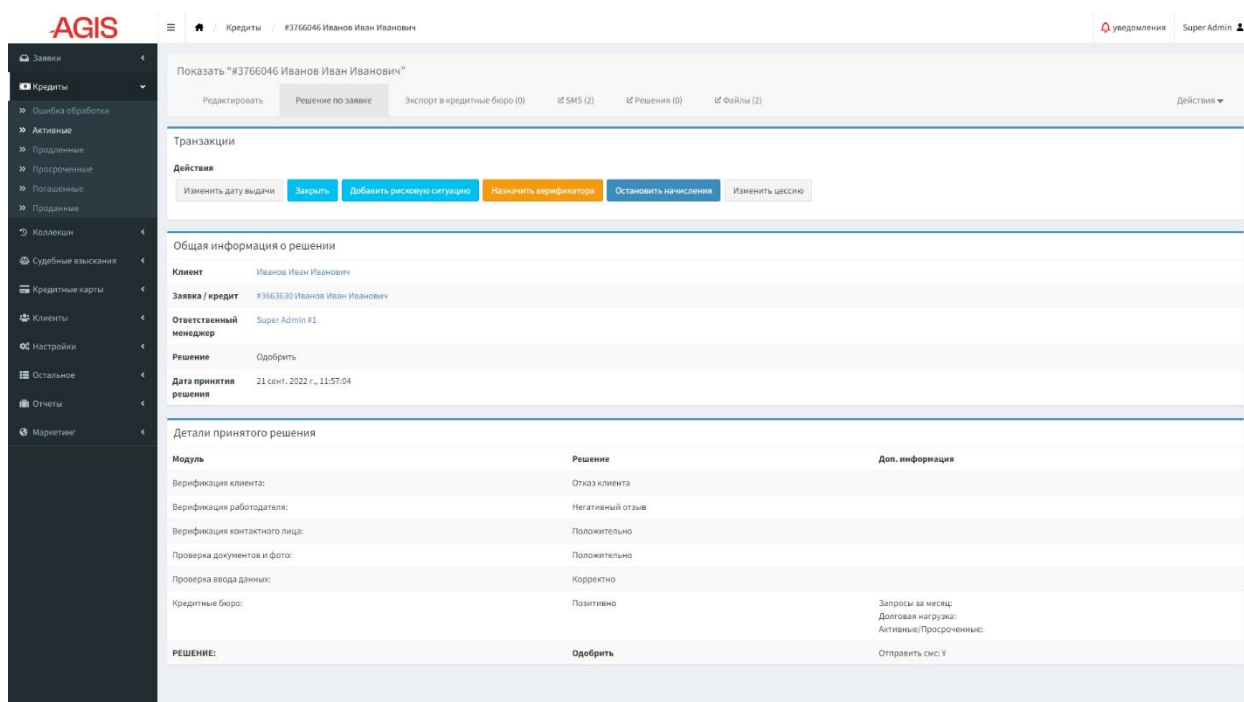 AGIS
/ Кредиты / #3766046 Иванов Иван Иванович
уведомления Super Admin
Заявки
Кредиты
Ошибка обработки
Активные
Продленные
Просроченные
Погашенные
Проданные
Коллекшн
Судебные взыскания
Кредитные карты
Клиенты
Настройки
Остальное
Отчеты
Маркетинг
Показать "#3766046 Иванов Иван Иванович"
Редактировать Решение по заявке Экспорт в кредитные бюро (0) SMS (2) Решения (0) Файлы (2) Действия
Транзакции
Действия
Изменить дату выдачи Закрыть Добавить рисковую ситуацию Назначить верификатора Остановить начисления Изменить цессию
Общая информация о решении
Клиент Иванов Иван Иванович
Заявка / кредит #3663630 Иванов Иван Иванович
Ответственный менеджер Super Admin #1
Решение Одобрить
Дата принятия решения 21 сент. 2022 г., 11:57:04
Детали принятого решения
Модуль Решение Доп. информация
Верификация клиента: Отказ клиента
Верификация работодателя: Негативный отзыв
Верификация контактного лица: Положительно
Проверка документов и фото: Положительно
Проверка ввода данных: Корректно
Кредитные бюро: Позитивно Запросы за месяц:
Долговая нагрузка:
Активные/Просроченные:
РЕШЕНИЕ: Одобрить Отправить смс: Y